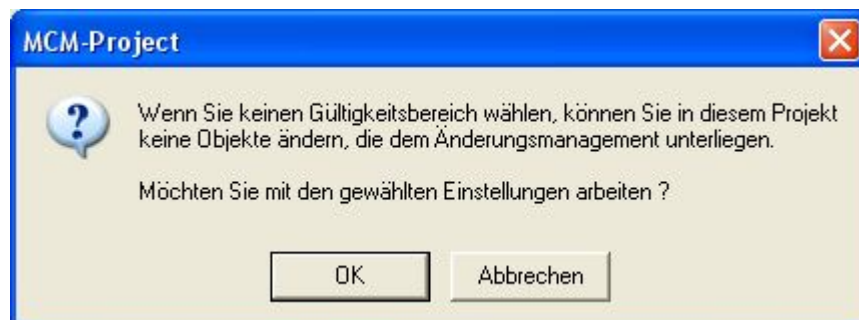 MCM-Project
Wenn Sie keinen Gültigkeitsbereich wählen, können Sie in diesem Projekt
keine Objekte ändern, die dem Änderungsmanagement unterliegen.
Möchten Sie mit den gewählten Einstellungen arbeiten ?
OK Abbrechen